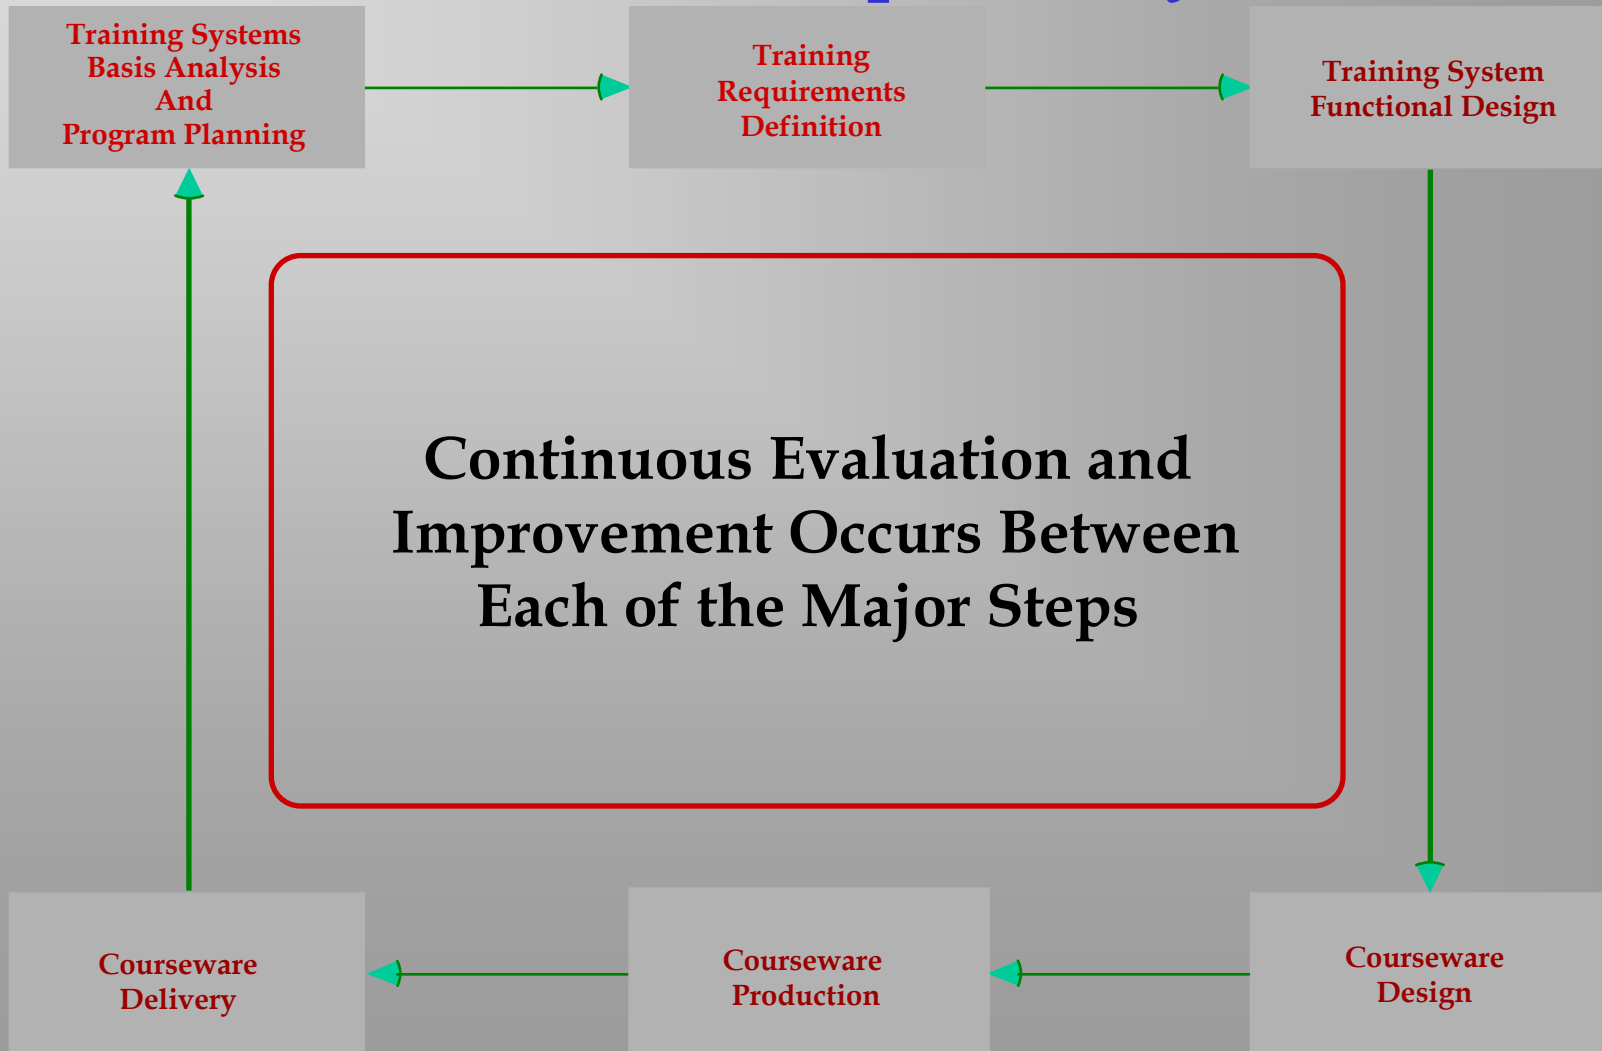 Training Systems
Basis Analysis
And
Program Planning
Training
Requirements
Definition
Training System
Functional Design
Continuous Evaluation and
Improvement Occurs Between
Each of the Major Steps
Courseware
Delivery
Courseware
Production
Courseware
Design